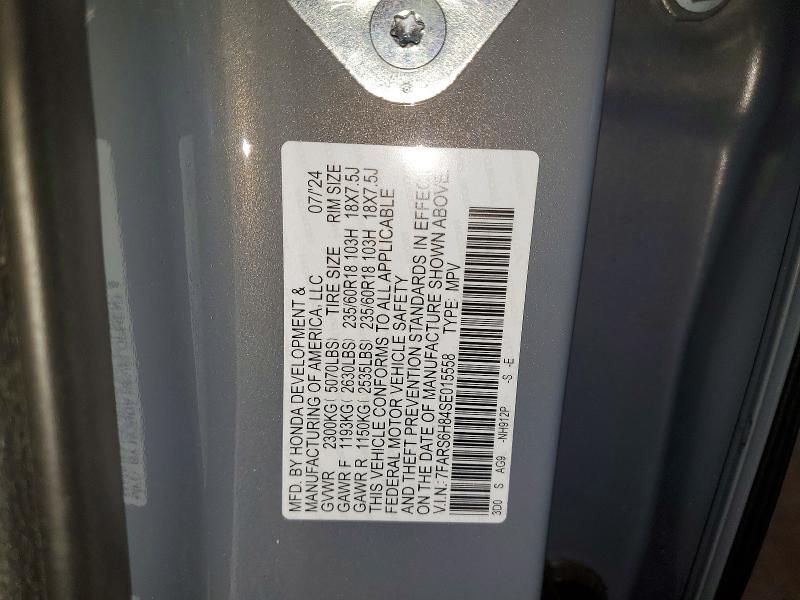 MFD. BY HONDA DEVELOPMENT &
MANUFACTURING OF AMERICA, LLC 07/'24
GVWR 2300KG( 5070LBS) TIRE SIZE RIM SIZE
GAWR F 1193KG( 2630LBS) 235/60R18 103H 18X7.5J
GAWR R 1150KG( 2535LBS) 235/60R18 103H 18X7.5J
THIS VEHICLE CONFORMS TO ALL APPLICABLE
FEDERAL MOTOR VEHICLE SAFETY
AND THEFT PREVENTION STANDARDS IN EFFECT
ON THE DATE OF MANUFACTURE SHOWN ABOVE.
V.I.N.: 7FARS6H84SE015558 TYPE: MPV
3D0 S AG9 -NH912P -S -E